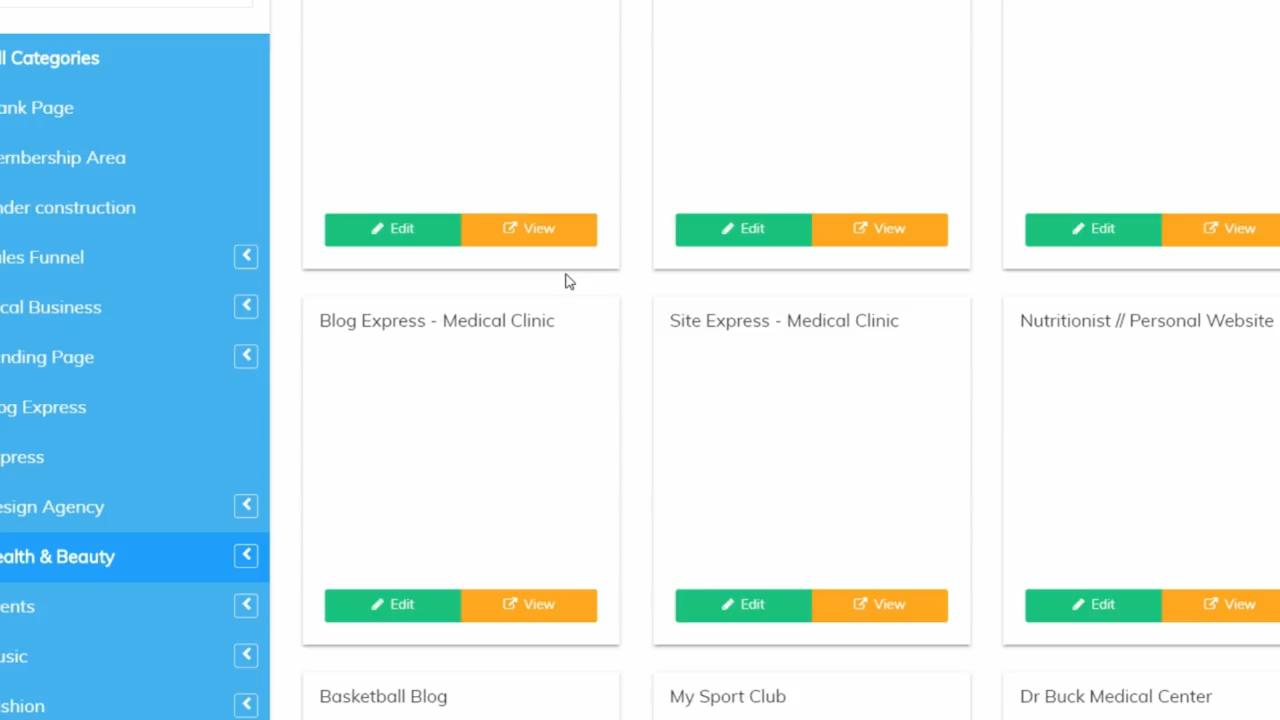 ll Categories
ank Page
embership Area
nder construction
les Funnel
cal Business
nding Page
og Express
press
esign Agency
ealth & Beauty
ents
usic
shion
Edit View
Edit View
Edit View
Blog Express - Medical Clinic
Site Express - Medical Clinic
Nutritionist // Personal Website
Edit View
Edit View
Edit View
Basketball Blog
My Sport Club
Dr Buck Medical Center